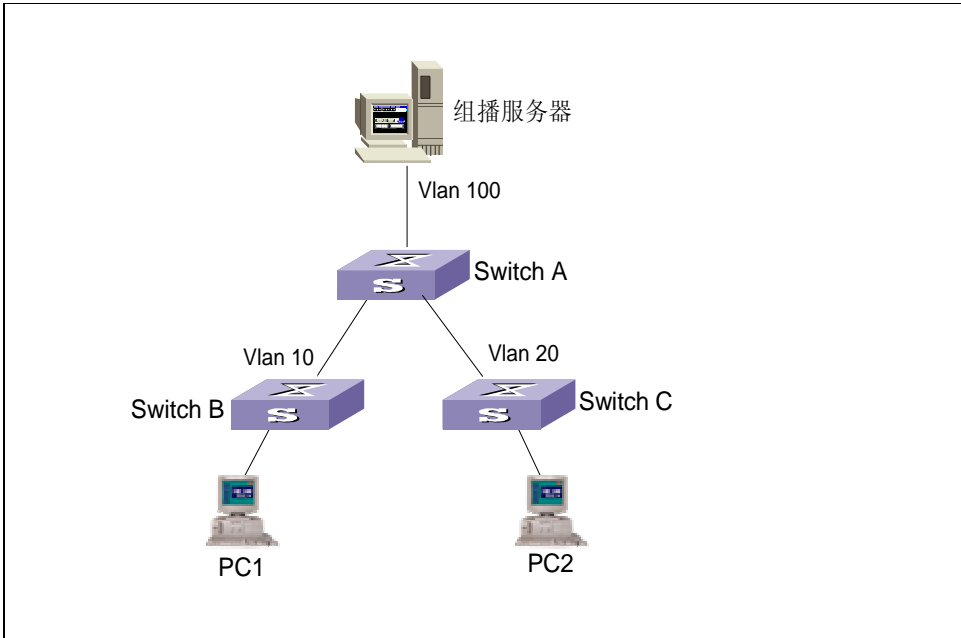 组播服务器
Vlan 100
Switch A
S
Vlan 10
Vlan 20
Switch B
S
S
Switch C
PC1
PC2